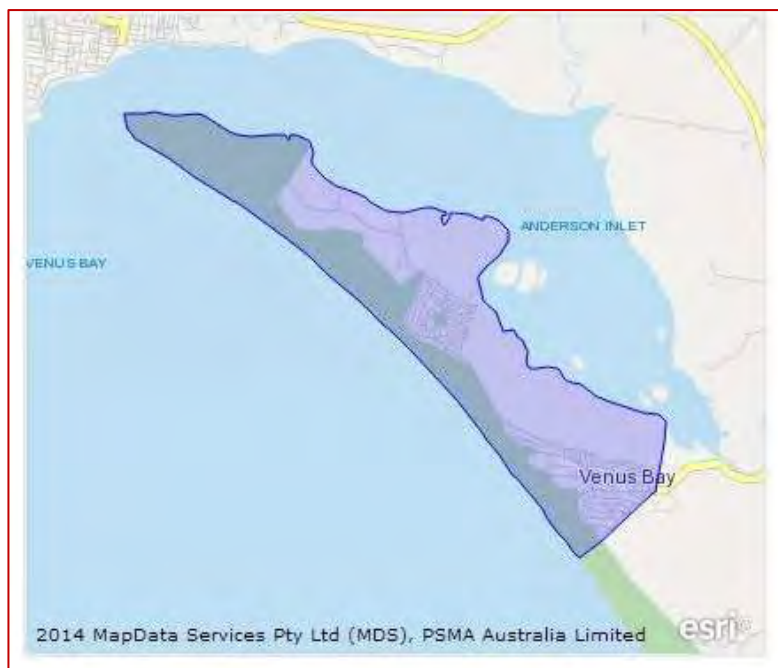 ANDERSON INLET
VENUS BAY
Venus Bay
2014 MapData Services Pty Ltd (MDS), PSMA Australia Limited
esri